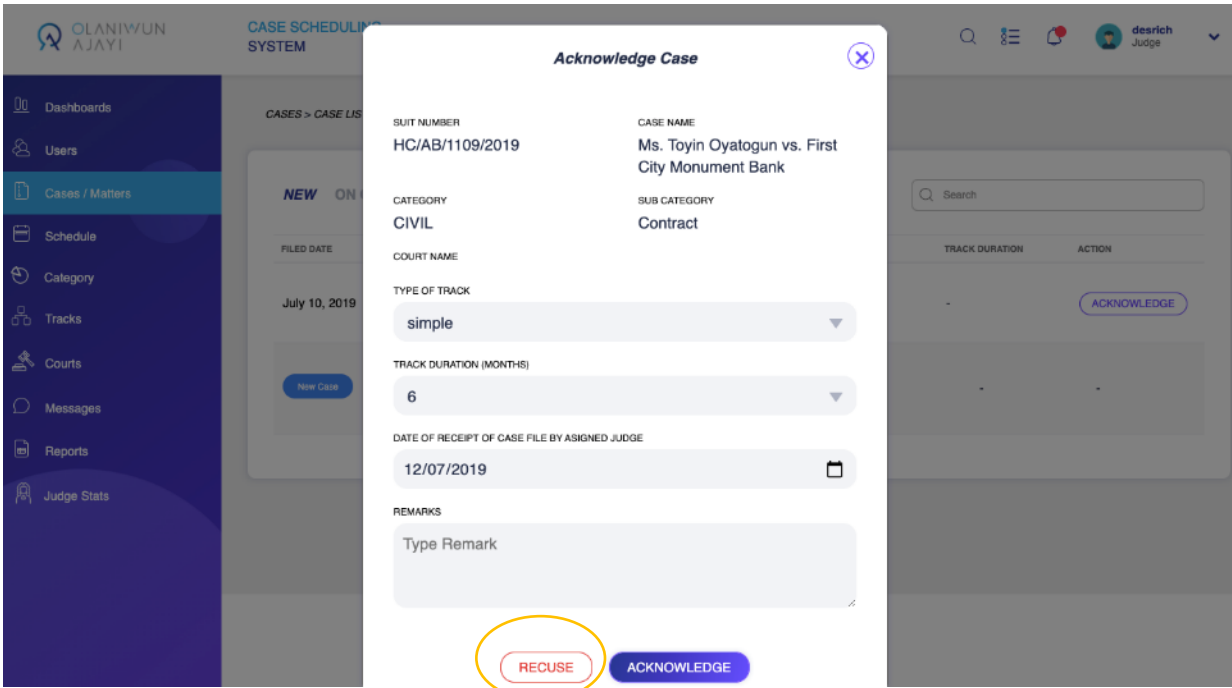 OLANIWUN
AJAYI
CASE SCHEDULING
SYSTEM
desrich
Judge
Dashboards
Users
Cases / Matters
Schedule
Category
Tracks
Courts
Messages
Reports
Judge Stats
CASES > CASE LIS
NEW ON
Search
FILED DATE
TRACK DURATION
ACTION
July 10, 2019
-
ACKNOWLEDGE
New Case
-
-
Acknowledge Case
SUIT NUMBER
HC/AB/1109/2019
CASE NAME
Ms. Toyin Oyatogun vs. First
City Monument Bank
CATEGORY
CIVIL
SUB CATEGORY
Contract
COURT NAME
TYPE OF TRACK
simple
TRACK DURATION (MONTHS)
6
DATE OF RECEIPT OF CASE FILE BY ASIGNED JUDGE
12/07/2019
REMARKS
Type Remark
RECUSE
ACKNOWLEDGE